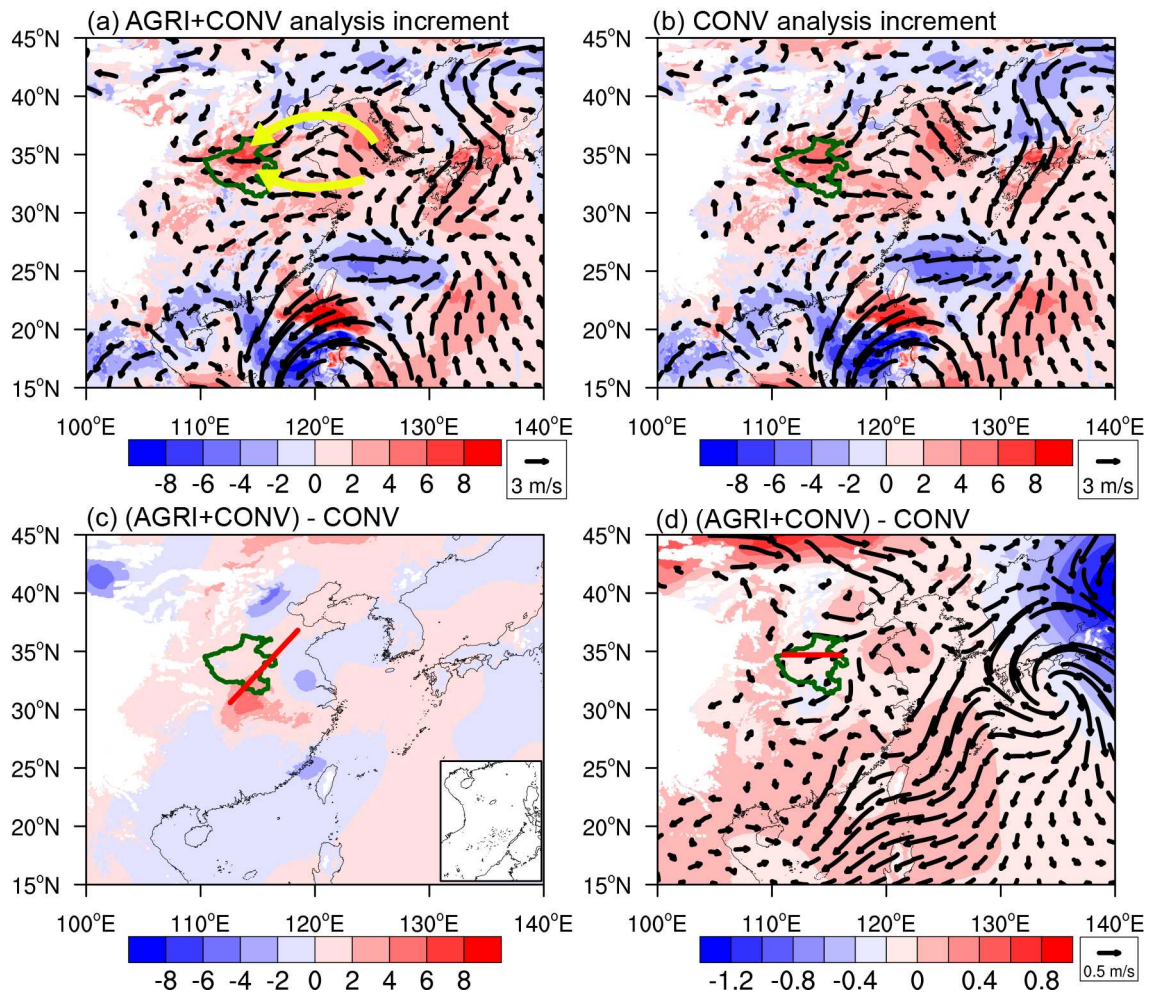 (a) AGRI+CONV analysis increment
(b) CONV analysis increment
45°N
40°N
35°N
30°N
25°N
20°N
15°N
100°E 110°E 120°E 130°E 140°E
-8 -6 -4 -2 0 2 4 6 8
3 m/s
45°N
40°N
35°N
30°N
25°N
20°N
15°N
100°E 110°E 120°E 130°E 140°E
-8 -6 -4 -2 0 2 4 6 8
3 m/s
(c) (AGRI+CONV) - CONV
(d) (AGRI+CONV) - CONV
45°N
40°N
35°N
30°N
25°N
20°N
15°N
100°E 110°E 120°E 130°E 140°E
-8 -6 -4 -2 0 2 4 6 8
45°N
40°N
35°N
30°N
25°N
20°N
15°N
100°E 110°E 120°E 130°E 140°E
-1.2 -0.8 -0.4 0 0.4 0.8
0.5 m/s